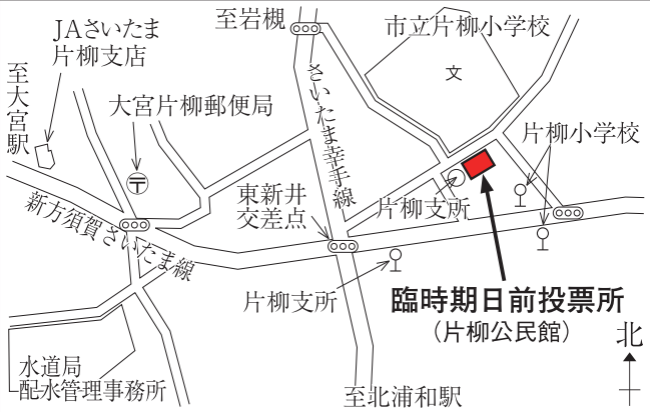 至岩槻
市立片柳小学校
文
JAさいたま
片柳支店
至大宮駅
大宮片柳郵便局
〒
さいたま幸手線
片柳小学校
東新井
交差点
片柳支所
新方須賀さいたま線
片柳支所
臨時期日前投票所
(片柳公民館)
北
水道局
配水管理事務所
至北浦和駅